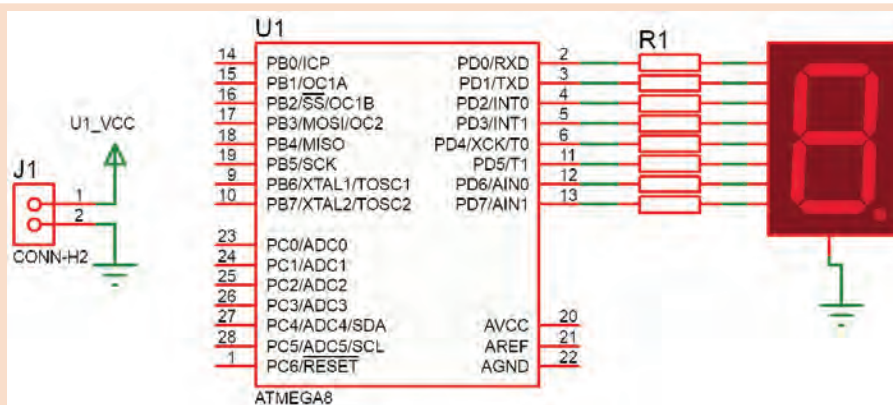 U1
R1
14 PB0/ICP PD0/RXD 2
15 PB1/OC1A PD1/TXD 3
16 PB2/SS/OC1B PD2/INT0 4
17 PB3/MOSI/OC2 PD3/INT1 5
18 PB4/MISO PD4/XCK/T0 6
19 PB5/SCK PD5/T1 11
9 PB6/XTAL1/TOSC1 PD6/AIN0 12
10 PB7/XTAL2/TOSC2 PD7/AIN1 13
U1_VCC
J1
1
2
CONN-H2
23 PC0/ADC0
24 PC1/ADC1
25 PC2/ADC2
26 PC3/ADC3
27 PC4/ADC4/SDA AVCC 20
28 PC5/ADC5/SCL AREF 21
1 PC6/RESET AGND 22
ATMEGA8